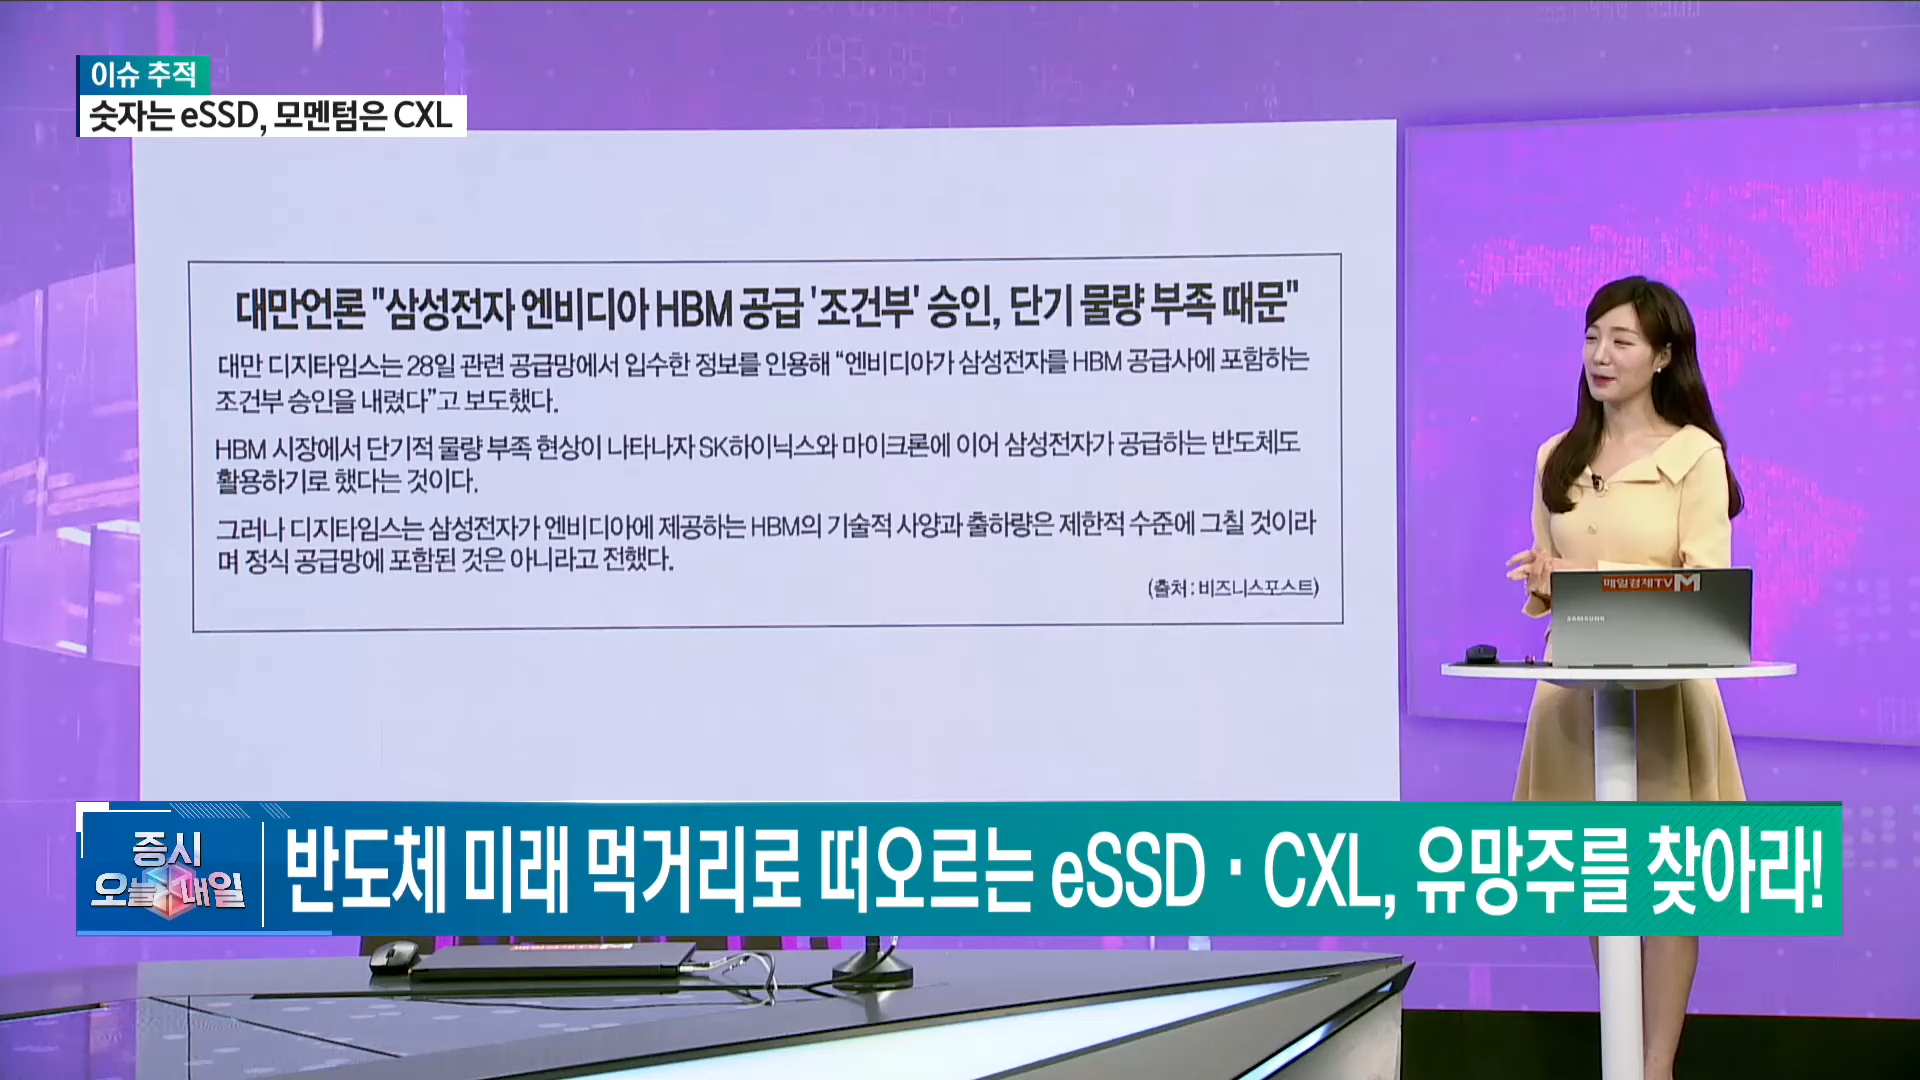 493.85
이슈 추적
숫자는 eSSD, 모멘텀은 CXL
대만언론 "삼성전자 엔비디아 HBM 공급 '조건부' 승인, 단기 물량 부족 때문"
대만 디지타임스는 28일 관련 공급망에서 입수한 정보를 인용해 “엔비디아가 삼성전자를 HBM 공급사에 포함하는
조건부 승인을 내렸다”고 보도했다.
HBM 시장에서 단기적 물량 부족 현상이 나타나자 SK하이닉스와 마이크론에 이어 삼성전자가 공급하는 반도체도
활용하기로 했다는 것이다.
그러나 디지타임스는 삼성전자가 엔비디아에 제공하는 HBM의 기술적 사양과 출하량은 제한적 수준에 그칠 것이라
며 정식 공급망에 포함된 것은 아니라고 전했다.
(출처 : 비즈니스포스트)
매일경제TV M
SAMSUNG
증시
오늘 내일
반도체 미래 먹거리로 떠오르는 eSSD · CXL, 유망주를 찾아라!
매일경제TV M